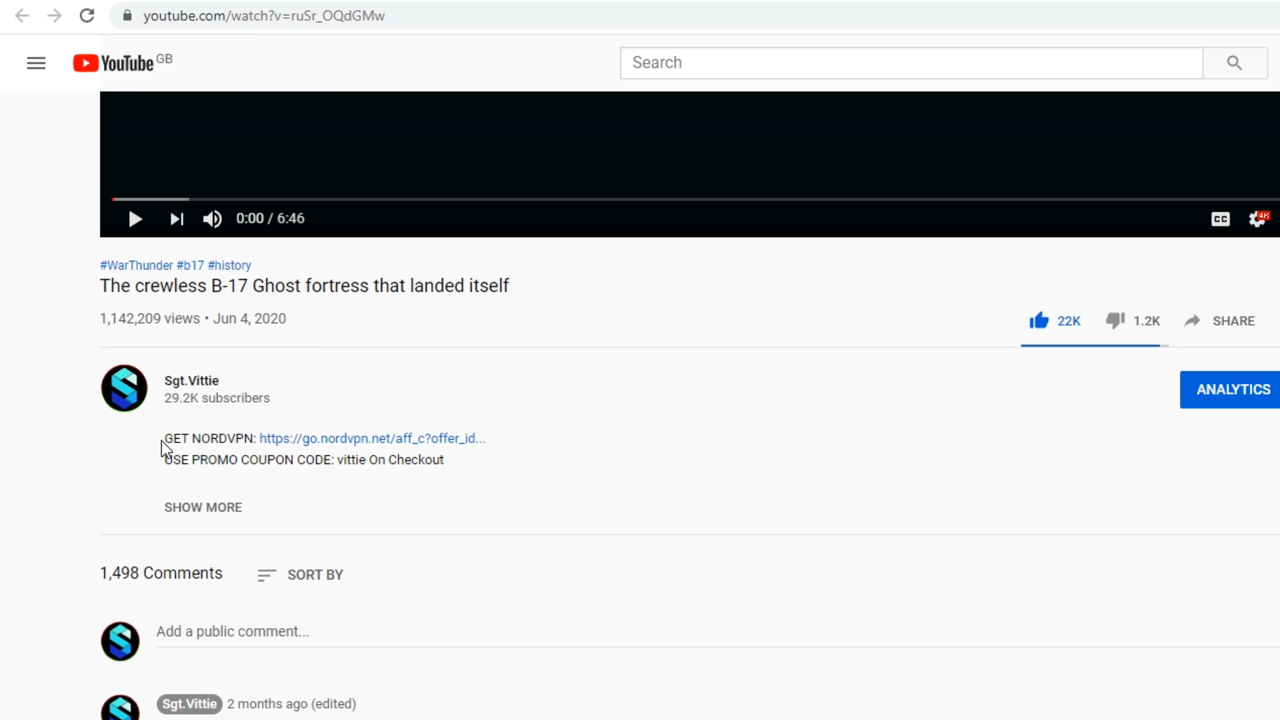 youtube.com/watch?v=ruSr_OQdGMw
YouTube GB
Search
0:00 / 6:46
CC
4K
#WarThunder #b17 #history
The crewless B-17 Ghost fortress that landed itself
1,142,209 views • Jun 4, 2020
22K
1.2K
SHARE
Sgt.Vittie
29.2K subscribers
ANALYTICS
GET NORDVPN: https://go.nordvpn.net/aff_c?offer_id...
USE PROMO COUPON CODE: vittie On Checkout
SHOW MORE
1,498 Comments
SORT BY
Add a public comment...
Sgt.Vittie 2 months ago (edited)